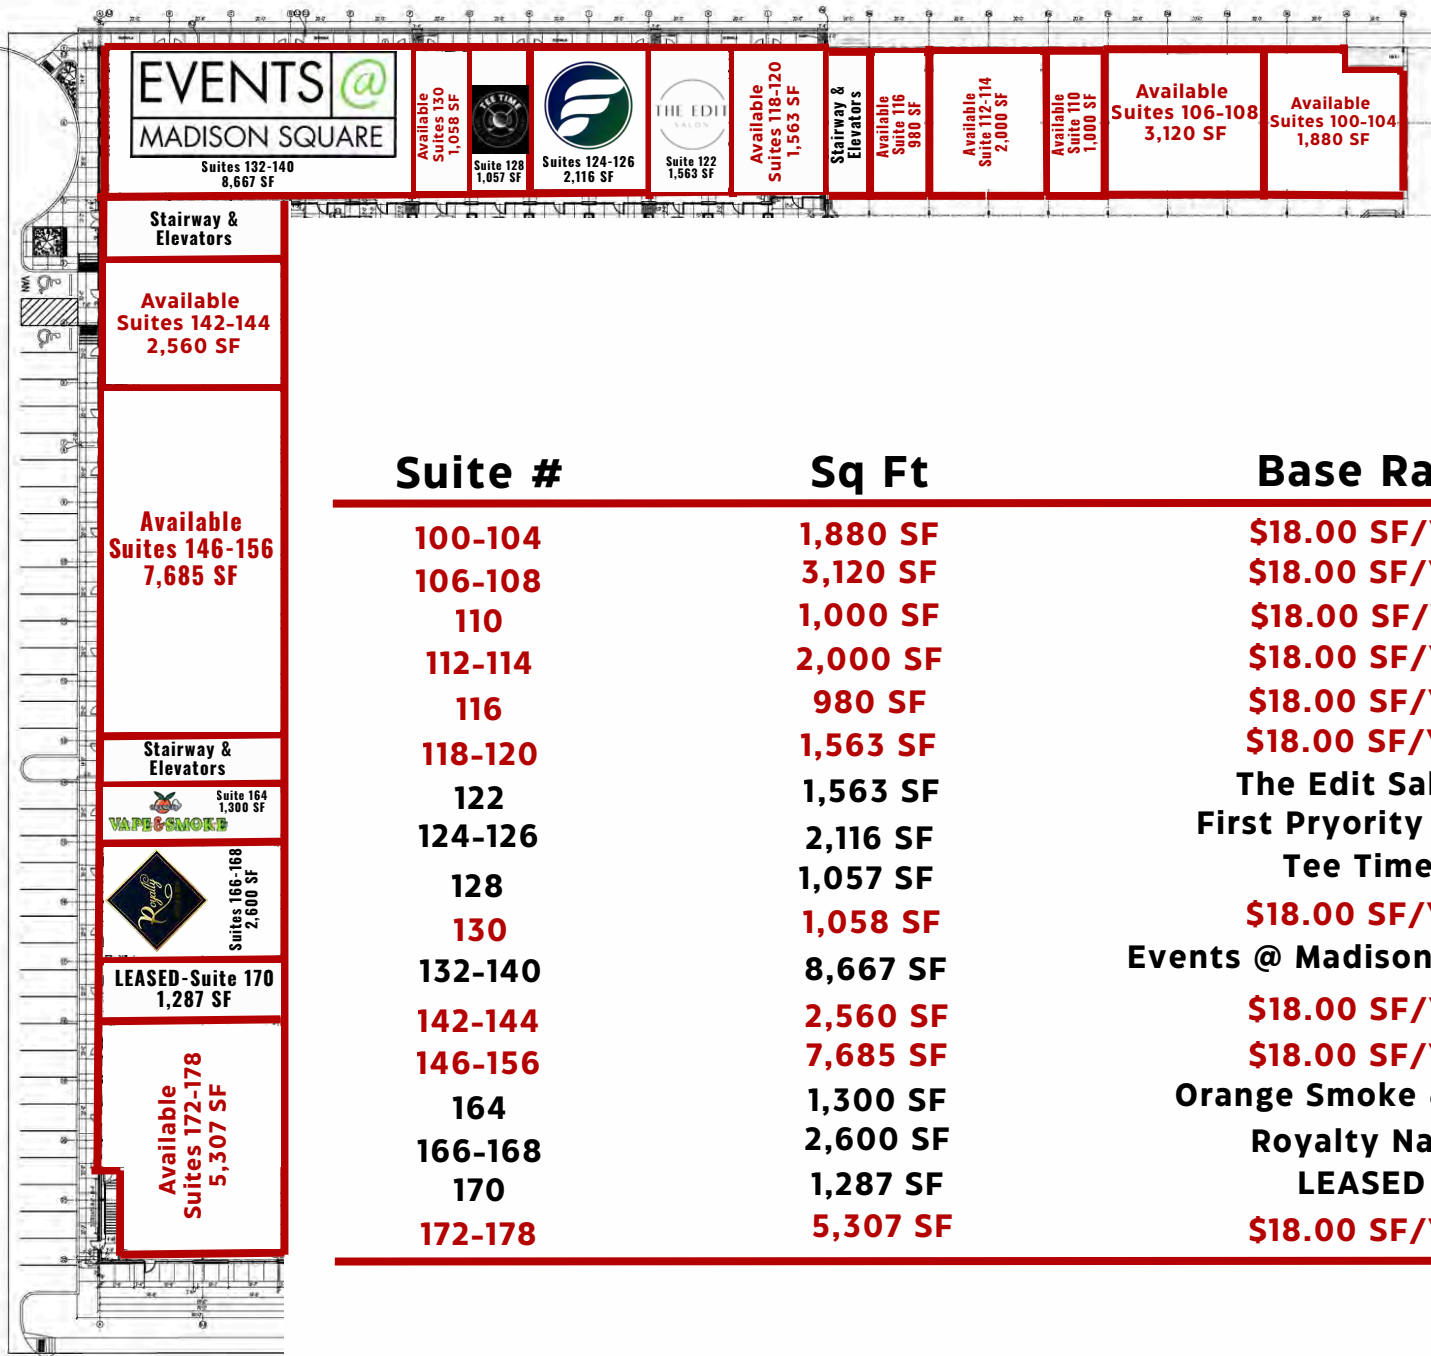 EVENTS @
MADISON SQUARE
Suites 132-140
8,667 SF
Available
Suites 130
1,058 SF
TEE TIME
Suite 128
1,057 SF
Suites 124-126
2,116 SF
THE EDIT
SALON
Suite 122
1,563 SF
Available
Suites 118-120
1,563 SF
Stairway &
Elevators
Available
Suite 116
980 SF
Available
Suite 112-114
2,000 SF
Available
Suite 110
1,000 SF
Available
Suites 106-108
3,120 SF
Available
Suites 100-104
1,880 SF
Stairway &
Elevators
VAN
Available
Suites 142-144
2,560 SF
Available
Suites 146-156
7,685 SF
Stairway &
Elevators
Suite 164
1,300 SF
VAPE&SMOKE
Royalty
Suites 166-168
2,600 SF
LEASED-Suite 170
1,287 SF
Available
Suites 172-178
5,307 SF
Suite # Sq Ft Base Ra
100-104 1,880 SF $18.00 SF/Y
106-108 3,120 SF $18.00 SF/Y
110 1,000 SF $18.00 SF/Y
112-114 2,000 SF $18.00 SF/Y
116 980 SF $18.00 SF/Y
118-120 1,563 SF $18.00 SF/Y
122 1,563 SF The Edit Sal
124-126 2,116 SF First Pryority
128 1,057 SF Tee Time
130 1,058 SF $18.00 SF/Y
132-140 8,667 SF Events @ Madison
142-144 2,560 SF $18.00 SF/Y
146-156 7,685 SF $18.00 SF/Y
164 1,300 SF Orange Smoke
166-168 2,600 SF Royalty Na
170 1,287 SF LEASED
172-178 5,307 SF $18.00 SF/Y